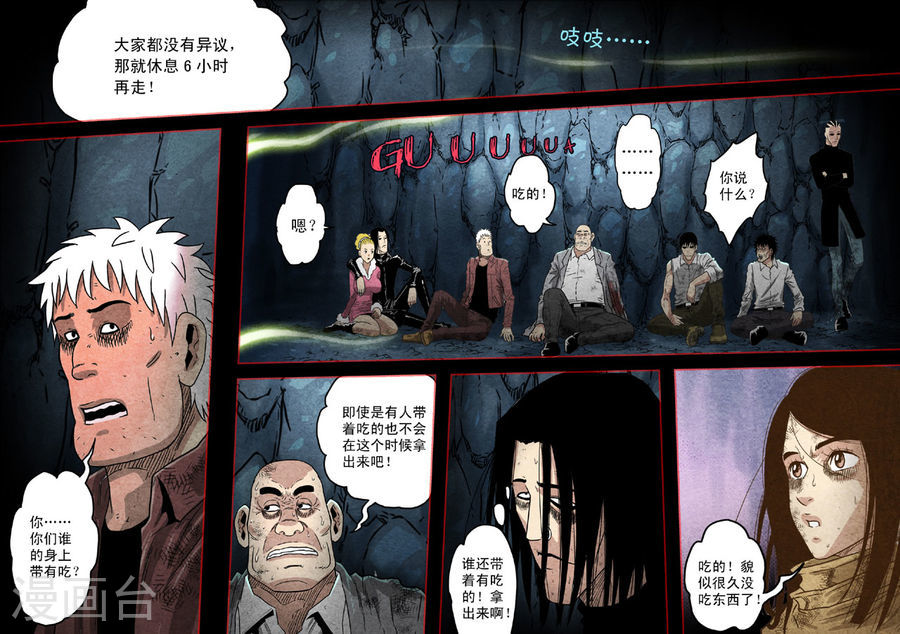 大家都没有异议，
那就休息6小时
再走！
吱吱……
GUUUUUA
嗯？
吃的！
……
……
你说
什么？
你……
你们谁
的身上
带有吃？
即使是有人带
着吃的也不会
在这个时候拿
出来吧！
谁还带
着有吃
的！拿
出来啊！
吃的！貌
似很久没
吃东西了！
漫画台